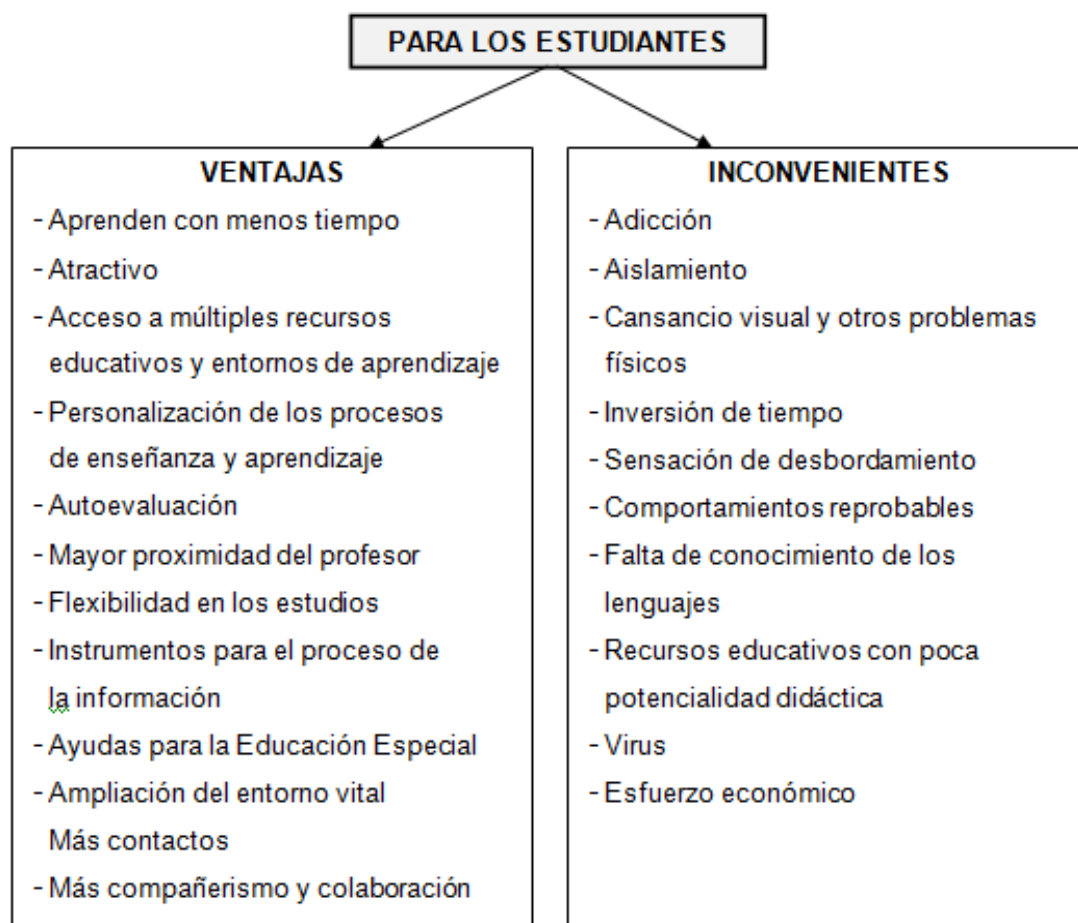 PARA LOS ESTUDIANTES
VENTAJAS
- Aprenden con menos tiempo
- Atractivo
- Acceso a múltiples recursos
educativos y entornos de aprendizaje
- Personalización de los procesos
de enseñanza y aprendizaje
- Autoevaluación
- Mayor proximidad del profesor
- Flexibilidad en los estudios
- Instrumentos para el proceso de
la información
- Ayudas para la Educación Especial
- Ampliación del entorno vital
Más contactos
- Más compañerismo y colaboración
INCONVENIENTES
- Adicción
- Aislamiento
- Cansancio visual y otros problemas
físicos
- Inversión de tiempo
- Sensación de desbordamiento
- Comportamientos reprobables
- Falta de conocimiento de los
lenguajes
- Recursos educativos con poca
potencialidad didáctica
- Virus
- Esfuerzo económico